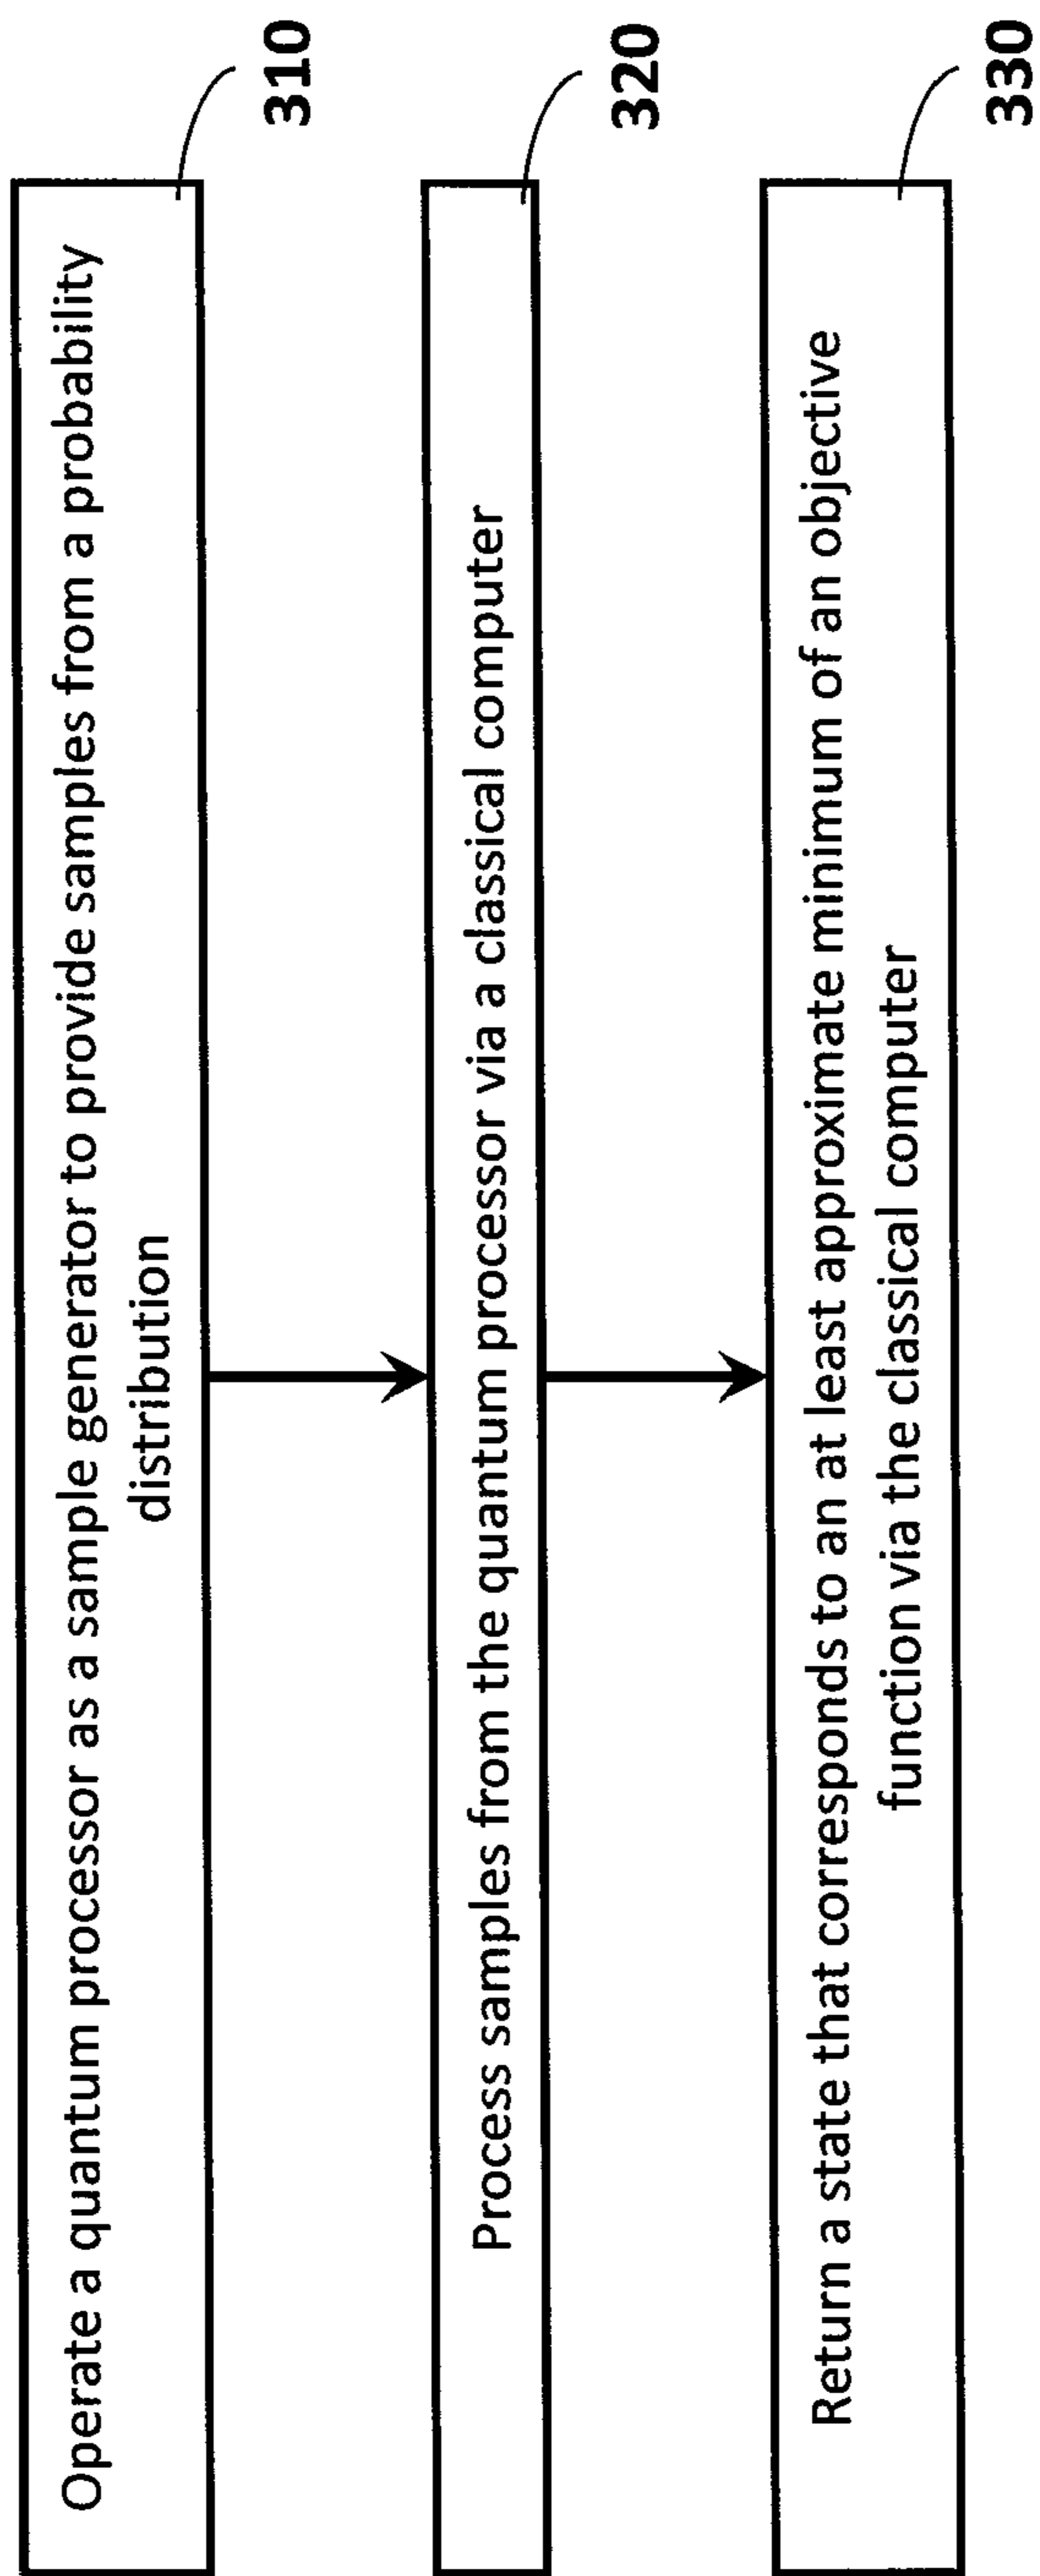 Operate a quantum processor as a sample generator to provide samples from a probability
distribution
310
Process samples from the quantum processor via a classical computer
320
Return a state that corresponds to an at least approximate minimum of an objective
function via the classical computer
330